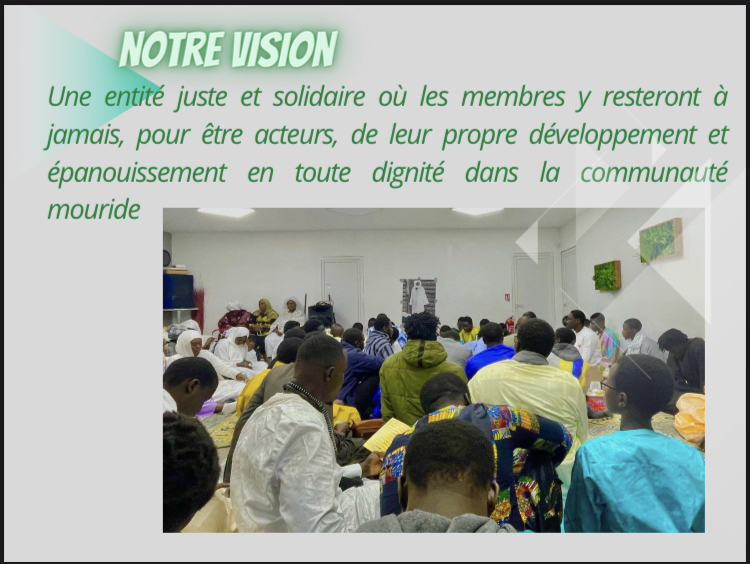 NOTRE VISION
Une entité juste et solidaire où les membres y resteront à
jamais, pour être acteurs, de leur propre développement et
épanouissement en toute dignité dans la communauté
mouride